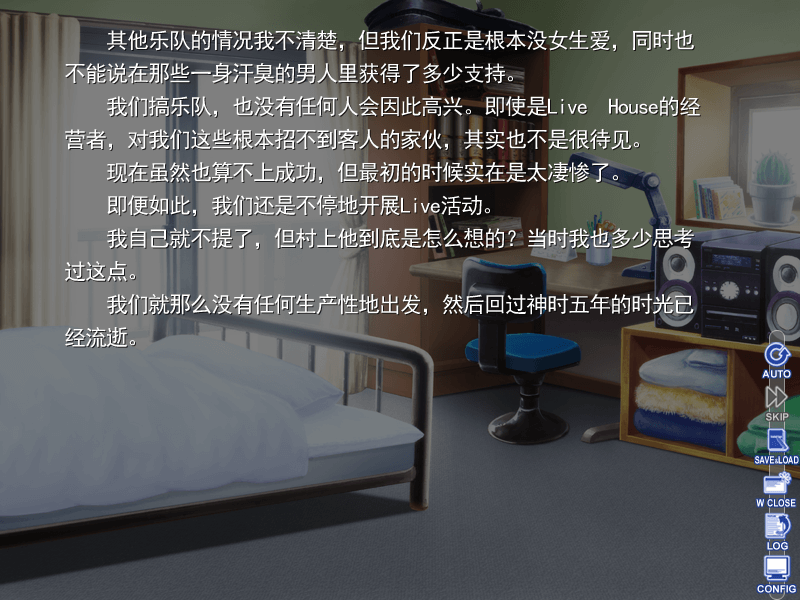 其他乐队的情况我不清楚，但我们反正是根本没女生爱，同时也
不能说在那些一身汗臭的男人里获得了多少支持。
我们搞乐队，也没有任何人会因此高兴。即使是Live House的经
营者，对我们这些根本招不到客人的家伙，其实也不是很待见。
现在虽然也算不上成功，但最初的时候实在是太凄惨了。
即便如此，我们还是不停地开展Live活动。
我自己就不提了，但村上他到底是怎么想的？当时我也多少思考
过这点。
我们就那么没有任何生产性地出发，然后回过神时五年的时光已
经流逝。
AUTO
SKIP
SAVE&LOAD
W CLOSE
LOG
CONFIG